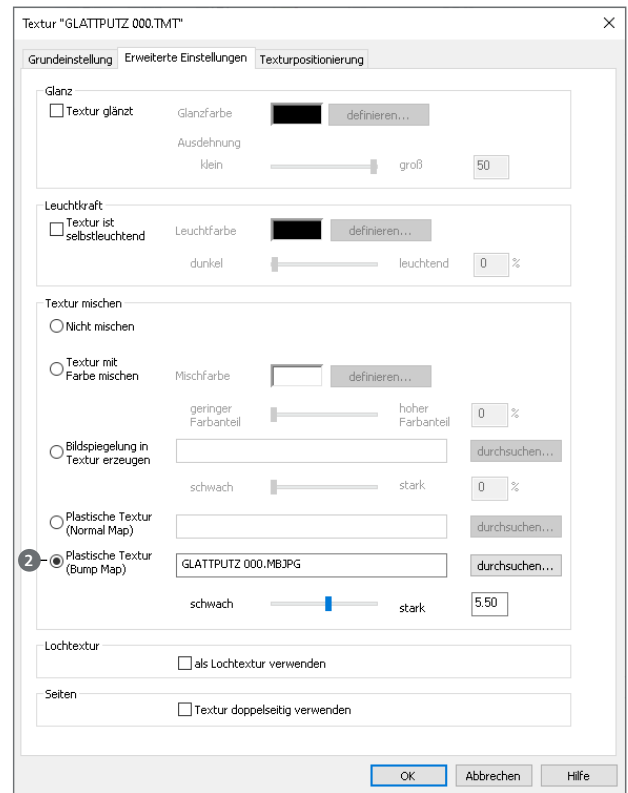 Textur "GLATTPUTZ 000.TMT"
Grundeinstellung Erweiterte Einstellungen Texturpositionierung
Glanz
Textur glänzt Glanzfarbe definieren...
Ausdehnung
klein groß 50
Leuchtkraft
Textur ist
selbstleuchtend Leuchtfarbe definieren...
dunkel leuchtend 0 %
Textur mischen
Nicht mischen
Textur mit
Farbe mischen Mischfarbe definieren...
geringer hoher
Farbanteil Farbanteil 0 %
Bildspiegelung in
Textur erzeugen durchsuchen...
schwach stark 0 %
Plastische Textur
(Normal Map) durchsuchen...
2 Plastische Textur
(Bump Map) GLATTPUTZ 000.MBJPG durchsuchen...
schwach stark 5.50
Lochtextur
als Lochtextur verwenden
Seiten
Textur doppelseitig verwenden
OK Abbrechen Hilfe